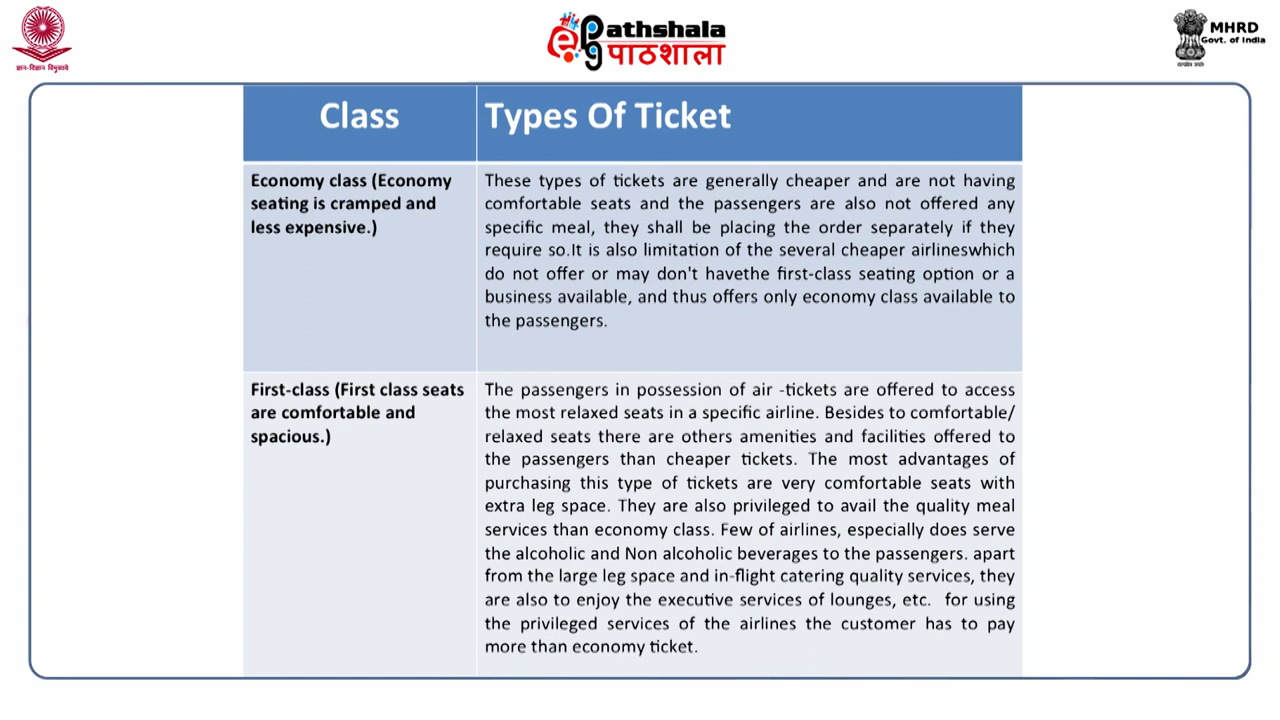 ज्ञान-विज्ञान विमुक्तये
ePathshala
पाठशाला
MHRD
Govt. of India
सत्यमेव जयते
Class
Types Of Ticket
Economy class (Economy
seating is cramped and
less expensive.)
These types of tickets are generally cheaper and are not having
comfortable seats and the passengers are also not offered any
specific meal, they shall be placing the order separately if they
require so.It is also limitation of the several cheaper airlineswhich
do not offer or may don't havethe first-class seating option or a
business available, and thus offers only economy class available to
the passengers.
First-class (First class seats
are comfortable and
spacious.)
The passengers in possession of air -tickets are offered to access
the most relaxed seats in a specific airline. Besides to comfortable/
relaxed seats there are others amenities and facilities offered to
the passengers than cheaper tickets. The most advantages of
purchasing this type of tickets are very comfortable seats with
extra leg space. They are also privileged to avail the quality meal
services than economy class. Few of airlines, especially does serve
the alcoholic and Non alcoholic beverages to the passengers. apart
from the large leg space and in-flight catering quality services, they
are also to enjoy the executive services of lounges, etc.  for using
the privileged services of the airlines the customer has to pay
more than economy ticket.